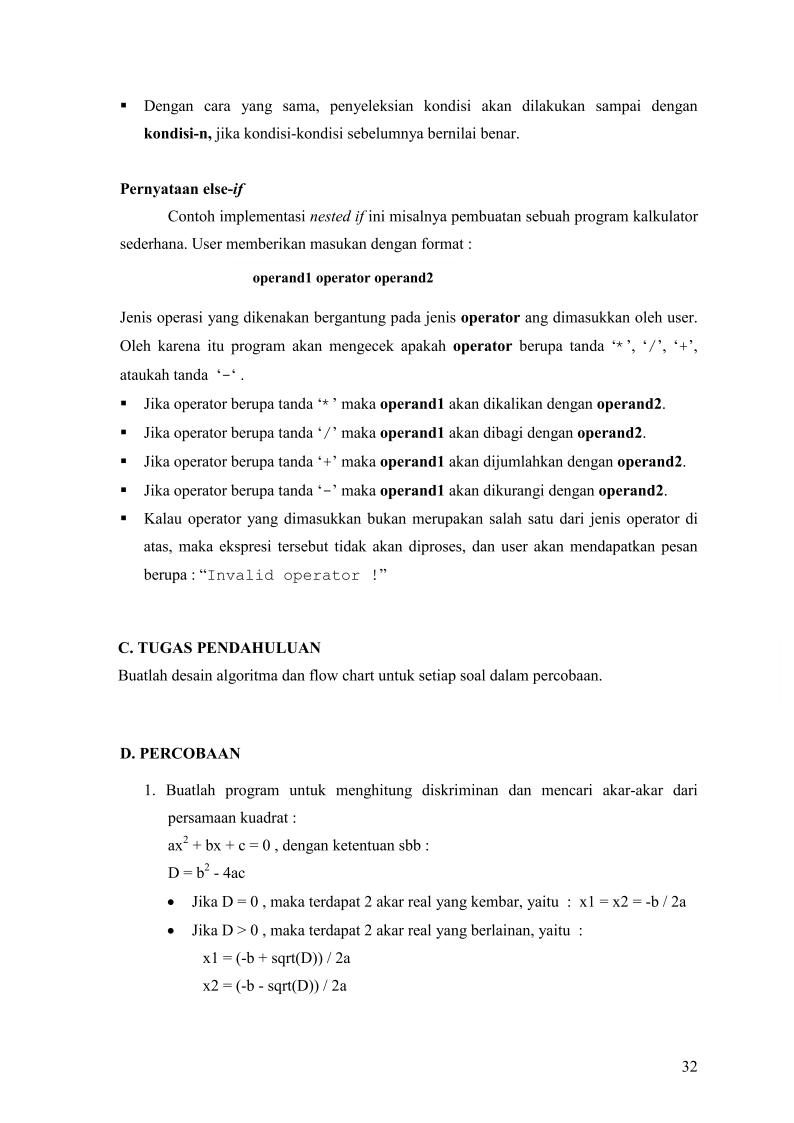 ▪ Dengan cara yang sama, penyeleksian kondisi akan dilakukan sampai dengan
kondisi-n, jika kondisi-kondisi sebelumnya bernilai benar.
Pernyataan else-if
Contoh implementasi nested if ini misalnya pembuatan sebuah program kalkulator
sederhana. User memberikan masukan dengan format :
operand1 operator operand2
Jenis operasi yang dikenakan bergantung pada jenis operator ang dimasukkan oleh user.
Oleh karena itu program akan mengecek apakah operator berupa tanda ‘*’, ‘/’, ‘+’,
ataukah tanda ‘-‘ .
▪ Jika operator berupa tanda ‘*’ maka operand1 akan dikalikan dengan operand2.
▪ Jika operator berupa tanda ‘/’ maka operand1 akan dibagi dengan operand2.
▪ Jika operator berupa tanda ‘+’ maka operand1 akan dijumlahkan dengan operand2.
▪ Jika operator berupa tanda ‘-’ maka operand1 akan dikurangi dengan operand2.
▪ Kalau operator yang dimasukkan bukan merupakan salah satu dari jenis operator di
atas, maka ekspresi tersebut tidak akan diproses, dan user akan mendapatkan pesan
berupa : “Invalid operator !”
C. TUGAS PENDAHULUAN
Buatlah desain algoritma dan flow chart untuk setiap soal dalam percobaan.
D. PERCOBAAN
1. Buatlah program untuk menghitung diskriminan dan mencari akar-akar dari
persamaan kuadrat :
ax² + bx + c = 0 , dengan ketentuan sbb :
D = b² - 4ac
• Jika D = 0 , maka terdapat 2 akar real yang kembar, yaitu : x1 = x2 = -b / 2a
• Jika D > 0 , maka terdapat 2 akar real yang berlainan, yaitu :
x1 = (-b + sqrt(D)) / 2a
x2 = (-b - sqrt(D)) / 2a
32